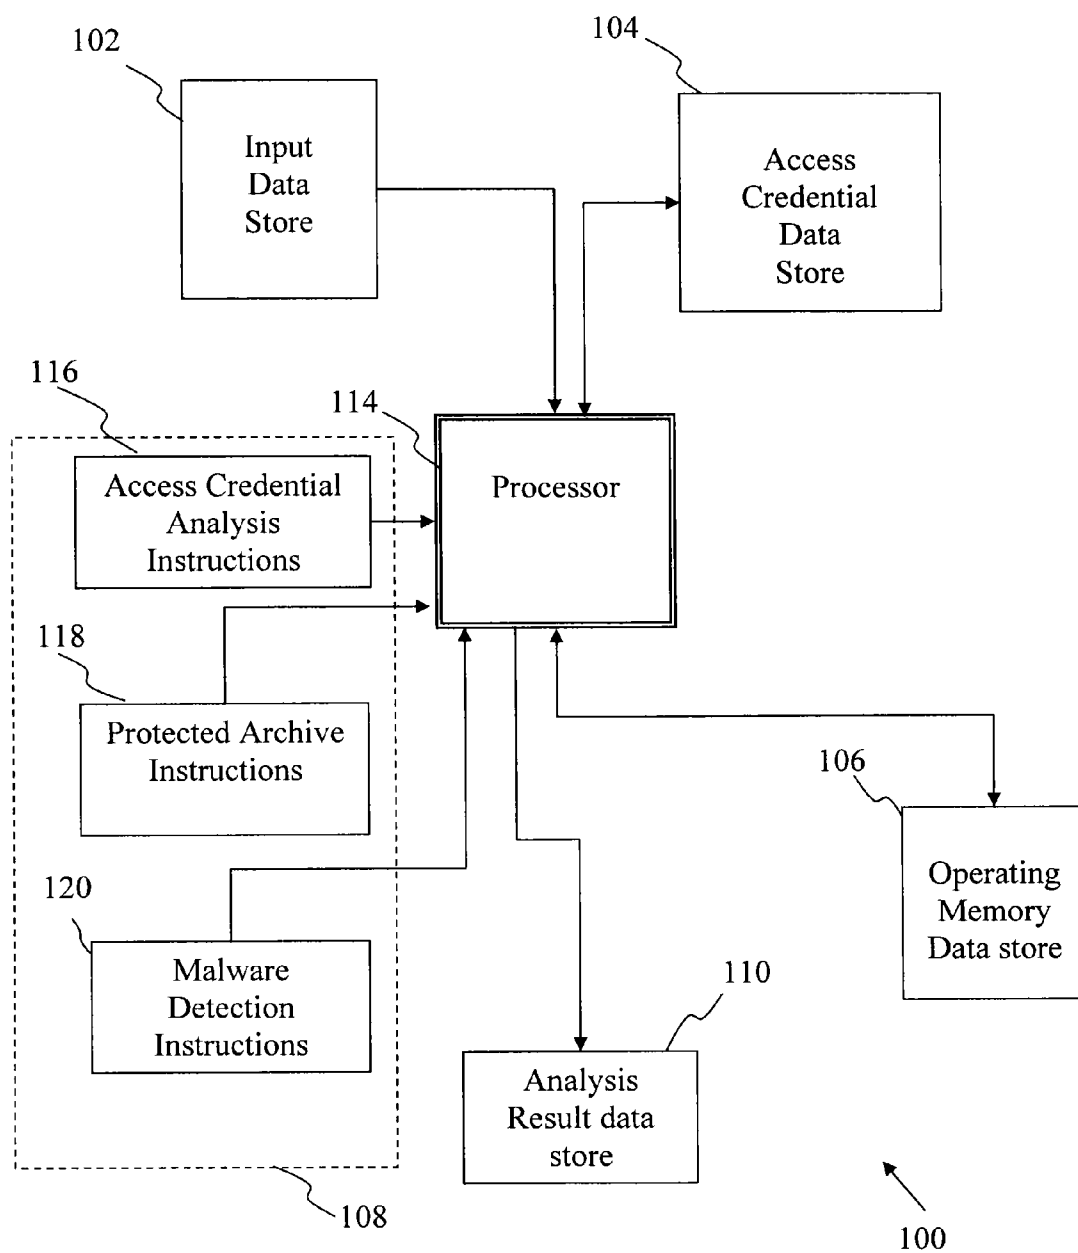 102
104
Input
Data
Store
Access
Credential
Data
Store
116
114
Access Credential
Analysis
Instructions
Processor
118
Protected Archive
Instructions
106
Operating
Memory
Data store
120
Malware
Detection
Instructions
110
Analysis
Result data
store
108
100